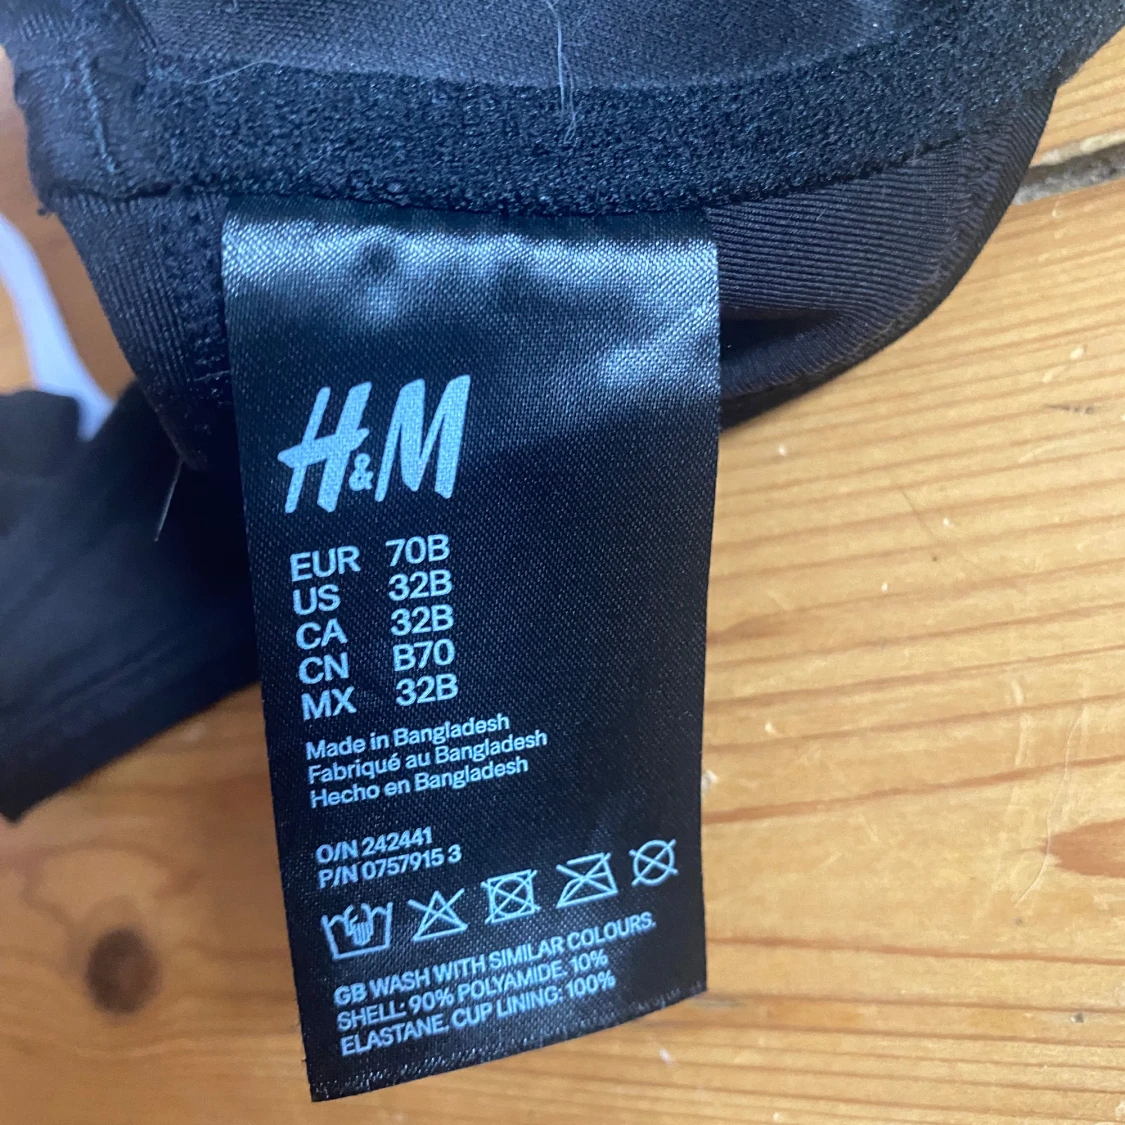 H&M
EUR 70B
US 32B
CA 32B
CN B70
MX 32B
Made in Bangladesh
Fabriqué au Bangladesh
Hecho en Bangladesh
O/N 242441
P/N 0757915 3
GB WASH WITH SIMILAR COLOURS.
SHELL: 90% POLYAMIDE. 10%
ELASTANE. CUP LINING: 100%